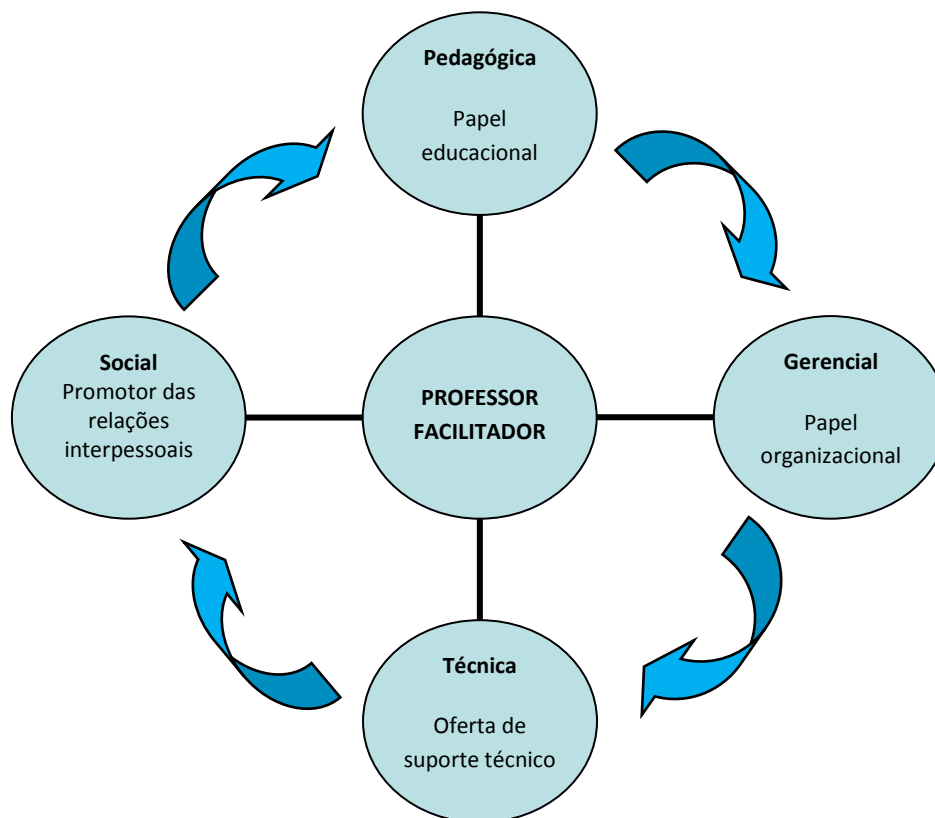 Pedagógica
Papel
educacional
Social
Promotor das
relações
interpessoais
PROFESSOR
FACILITADOR
Gerencial
Papel
organizacional
Técnica
Oferta de
suporte técnico